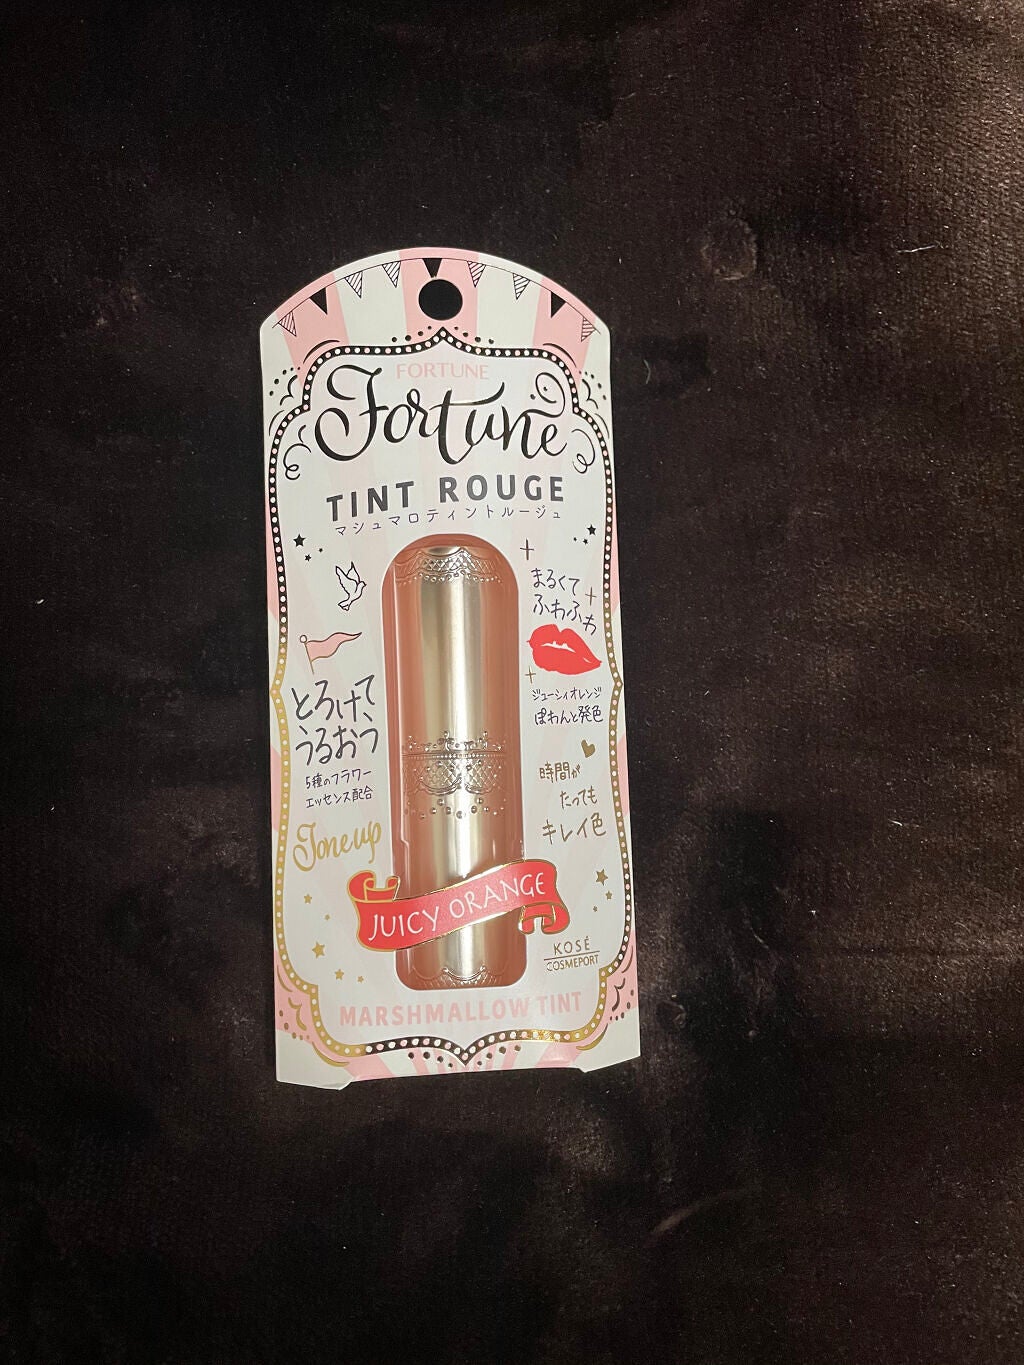 FORTUNE
Fortune
TINT ROUGE
マシュマロティントルージュ
まるくて
ふわふわ
とろけて
うるおう
5種のフラワー
エッセンス配合
Tone up
ジューシィオレンジ
ぽわんと発色
時間が
たっても
キレイ色
JUICY ORANGE
KOSÉ
COSMEPORT
MARSHMALLOW TINT